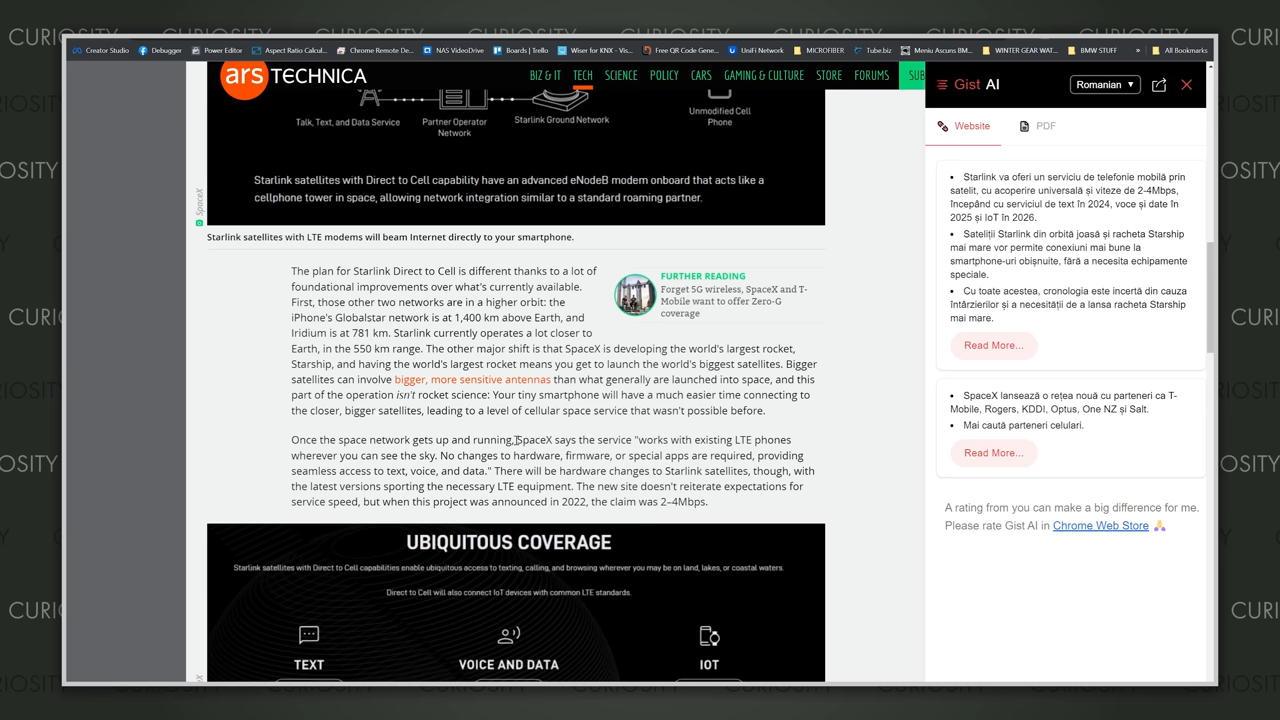 CURIOSITY CURIOSITY CURIOSITY CURIOSITY CURIOSITY CURIOSITY CURIOSITY
Creator Studio Debugger Power Editor Aspect Ratio Calcul... Chrome Remote De... NAS VideoDrive Boards | Trello Wiser for KNX - Vis... Free QR Code Gene... UniFi Network MICROFIBER Tube.biz Meniu Ascuns BM... WINTER GEAR WAT... BMW STUFF » All Bookmarks
ars TECHNICA
BIZ & IT TECH SCIENCE POLICY CARS GAMING & CULTURE STORE FORUMS SUB
Talk, Text, and Data Service
Partner Operator
Network
Starlink Ground Network
Unmodified Cell
Phone
Starlink satellites with Direct to Cell capability have an advanced eNodeB modem onboard that acts like a
cellphone tower in space, allowing network integration similar to a standard roaming partner.
SpaceX
Starlink satellites with LTE modems will beam Internet directly to your smartphone.
The plan for Starlink Direct to Cell is different thanks to a lot of
foundational improvements over what's currently available.
First, those other two networks are in a higher orbit: the
iPhone's Globalstar network is at 1,400 km above Earth, and
Iridium is at 781 km. Starlink currently operates a lot closer to
Earth, in the 550 km range. The other major shift is that SpaceX is developing the world's largest rocket,
Starship, and having the world's largest rocket means you get to launch the world's biggest satellites. Bigger
satellites can involve bigger, more sensitive antennas than what generally are launched into space, and this
part of the operation isn't rocket science: Your tiny smartphone will have a much easier time connecting to
the closer, bigger satellites, leading to a level of cellular space service that wasn't possible before.
FURTHER READING
Forget 5G wireless, SpaceX and T-
Mobile want to offer Zero-G
coverage
Once the space network gets up and running, SpaceX says the service "works with existing LTE phones
wherever you can see the sky. No changes to hardware, firmware, or special apps are required, providing
seamless access to text, voice, and data." There will be hardware changes to Starlink satellites, though, with
the latest versions sporting the necessary LTE equipment. The new site doesn't reiterate expectations for
service speed, but when this project was announced in 2022, the claim was 2–4Mbps.
UBIQUITOUS COVERAGE
Starlink satellites with Direct to Cell capabilities enable ubiquitous access to texting, calling, and browsing wherever you may be on land, lakes, or coastal waters.
Direct to Cell will also connect IoT devices with common LTE standards.
TEXT
VOICE AND DATA
IOT
Gist AI
Romanian ▼
Website
PDF
• Starlink va oferi un serviciu de telefonie mobilă prin
satelit, cu acoperire universală și viteze de 2-4Mbps,
începând cu serviciul de text în 2024, voce și date în
2025 și IoT în 2026.
• Sateliții Starlink din orbită joasă și racheta Starship
mai mare vor permite conexiuni mai bune la
smartphone-uri obișnuite, fără a necesita echipamente
speciale.
• Cu toate acestea, cronologia este incertă din cauza
întârzierilor și a necesității de a lansa racheta Starship
mai mare.
Read More...
• SpaceX lansează o rețea nouă cu parteneri ca T-
Mobile, Rogers, KDDI, Optus, One NZ și Salt.
• Mai caută parteneri celulari.
Read More...
A rating from you can make a big difference for me.
Please rate Gist AI in Chrome Web Store 🙏